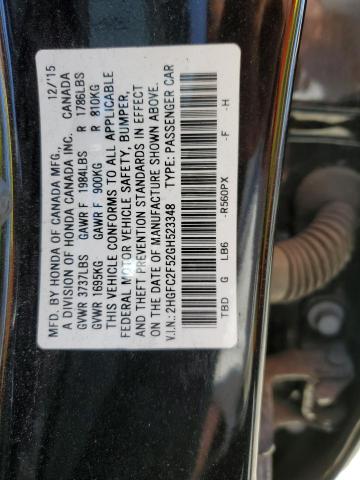 MFD. BY HONDA OF CANADA MFG., 12/15
A DIVISION OF HONDA CANADA INC. CANADA
GVWR 3737LBS GAWR F 1984LBS R 1786LBS
GVWR 1695KG GAWR F 900KG R 810KG
THIS VEHICLE CONFORMS TO ALL APPLICABLE
FEDERAL MOTOR VEHICLE SAFETY, BUMPER,
AND THEFT PREVENTION STANDARDS IN EFFECT
ON THE DATE OF MANUFACTURE SHOWN ABOVE.
V.I.N.: 2HGFC2F52GH523348 TYPE: PASSENGER CAR
TBD G LB6 -R560PX -F -H